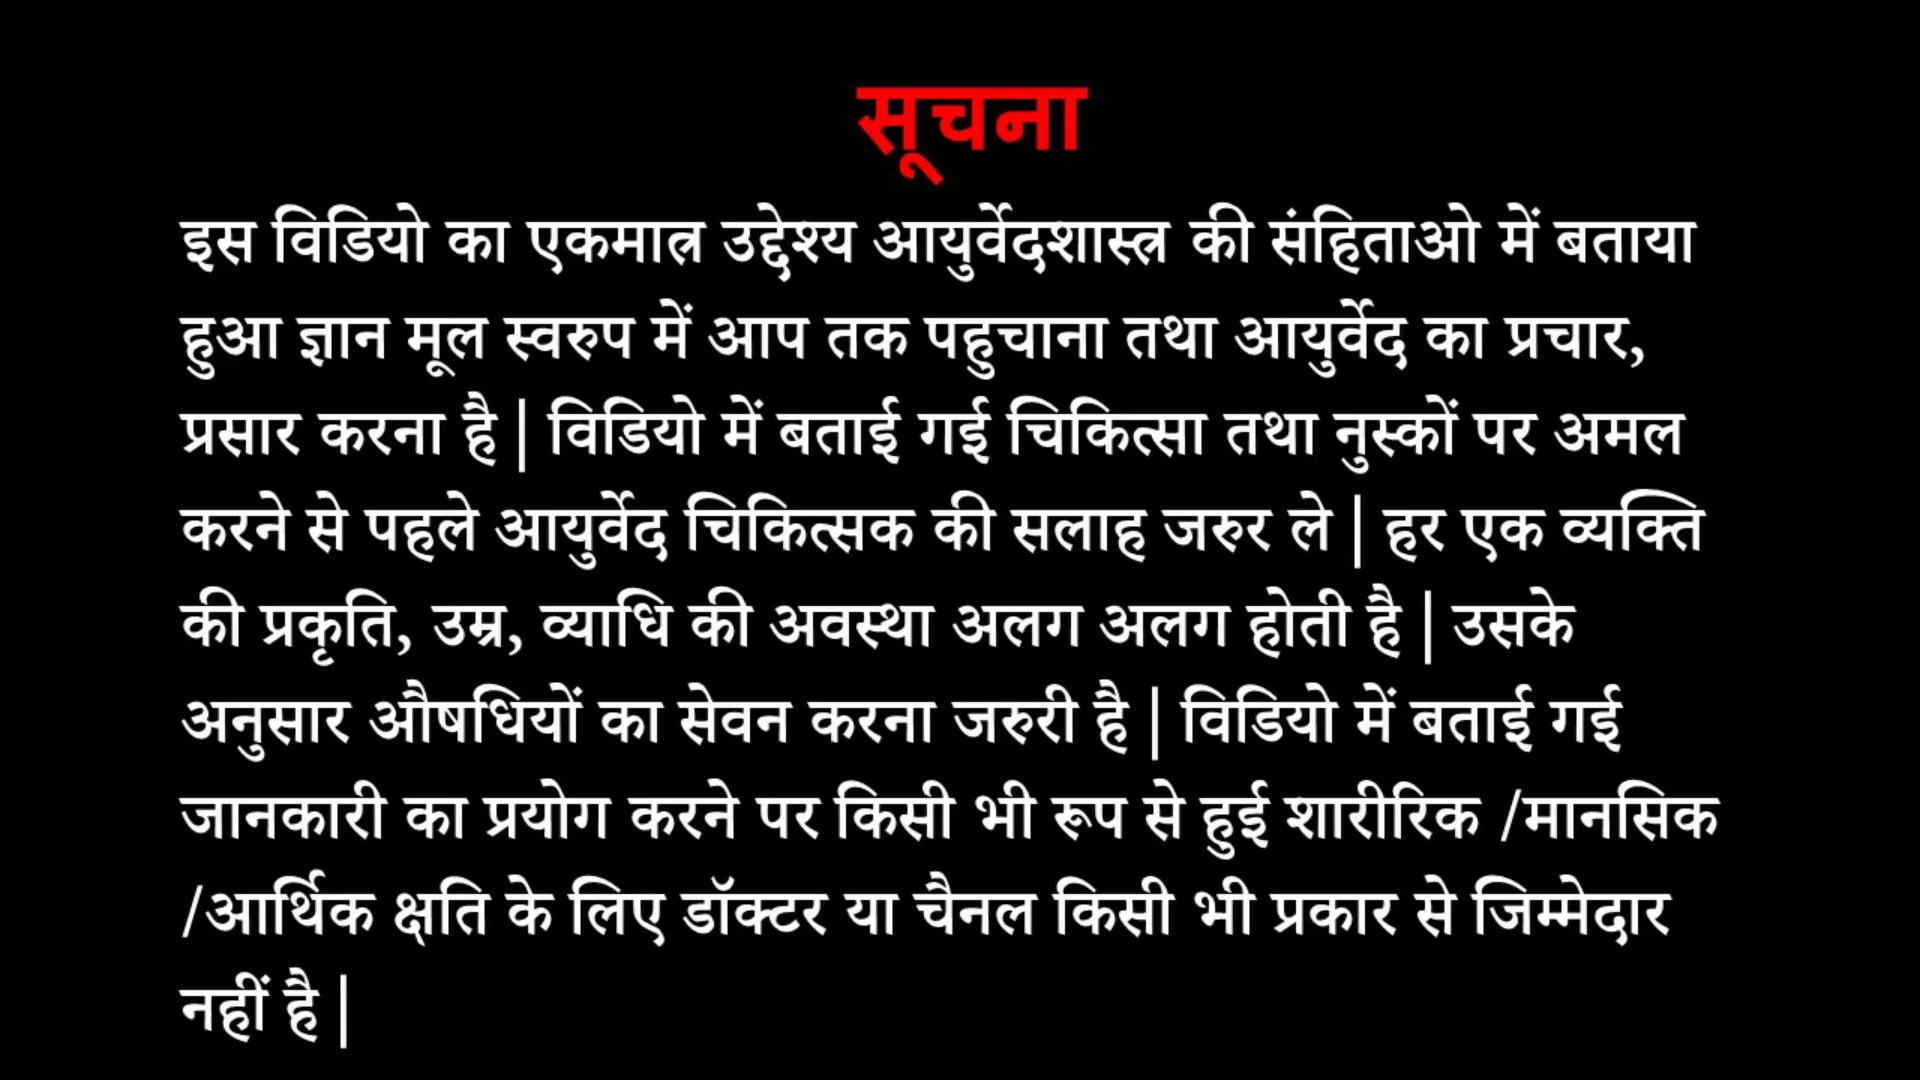 सूचना
इस विडियो का एकमात्र उद्देश्य आयुर्वेदशास्त्र की संहिताओ में बताया
हुआ ज्ञान मूल स्वरुप में आप तक पहुचाना तथा आयुर्वेद का प्रचार,
प्रसार करना है | विडियो में बताई गई चिकित्सा तथा नुस्कों पर अमल
करने से पहले आयुर्वेद चिकित्सक की सलाह जरुर ले | हर एक व्यक्ति
की प्रकृति, उम्र, व्याधि की अवस्था अलग अलग होती है | उसके
अनुसार औषधियों का सेवन करना जरुरी है | विडियो में बताई गई
जानकारी का प्रयोग करने पर किसी भी रूप से हुई शारीरिक /मानसिक
/आर्थिक क्षति के लिए डॉक्टर या चैनल किसी भी प्रकार से जिम्मेदार
नहीं है |